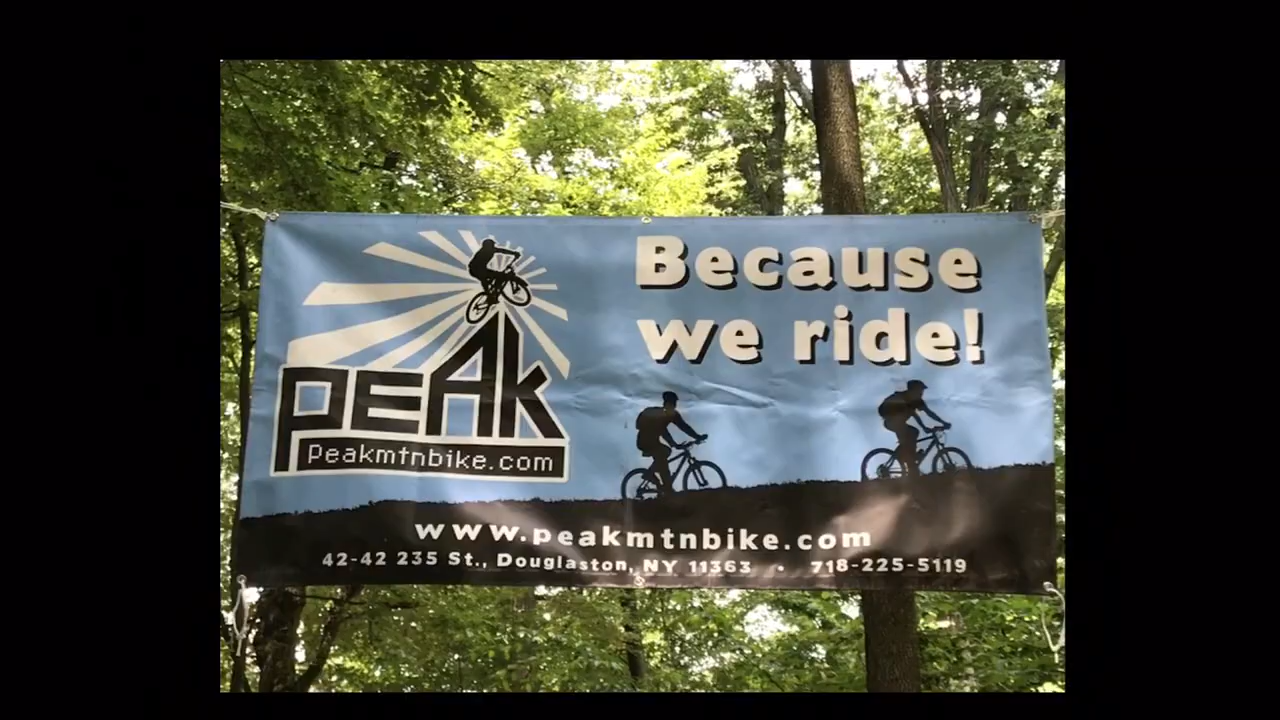 Because
we ride!
PEAK
Peakmtnbike.com
www.peakmtnbike.com
42-42 235 St., Douglaston, NY 11363 • 718-225-5119